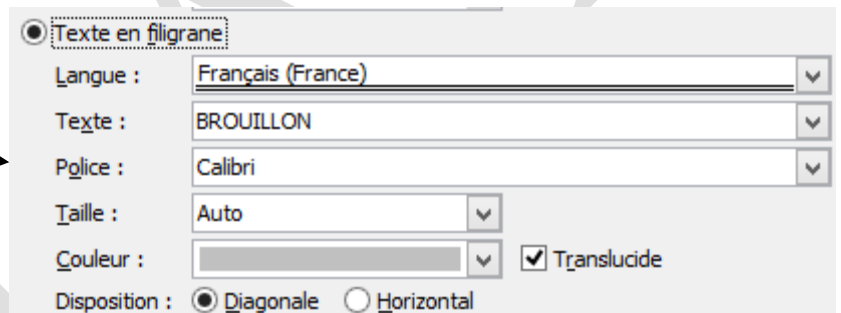 Texte en filigrane
Langue : Français (France)
Texte : BROUILLON
Police : Calibri
Taille : Auto
Couleur : Translucide
Disposition : Diagonale Horizontal